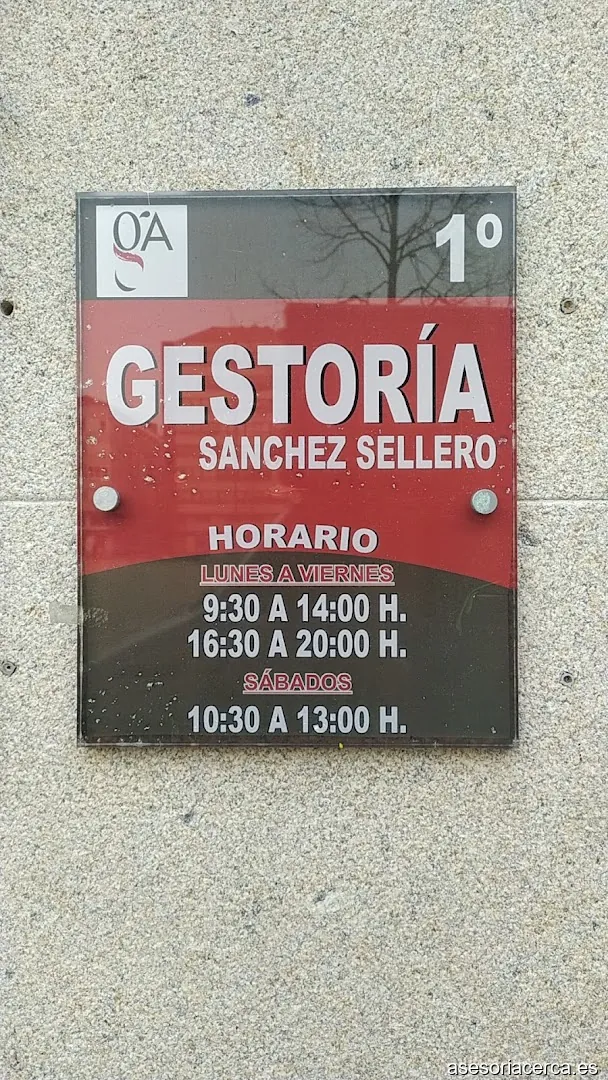 gA
1º
GESTORÍA
SANCHEZ SELLERO
HORARIO
LUNES A VIERNES
9:30 A 14:00 H.
16:30 A 20:00 H.
SÁBADOS
10:30 A 13:00 H.
asesoriacerca.es